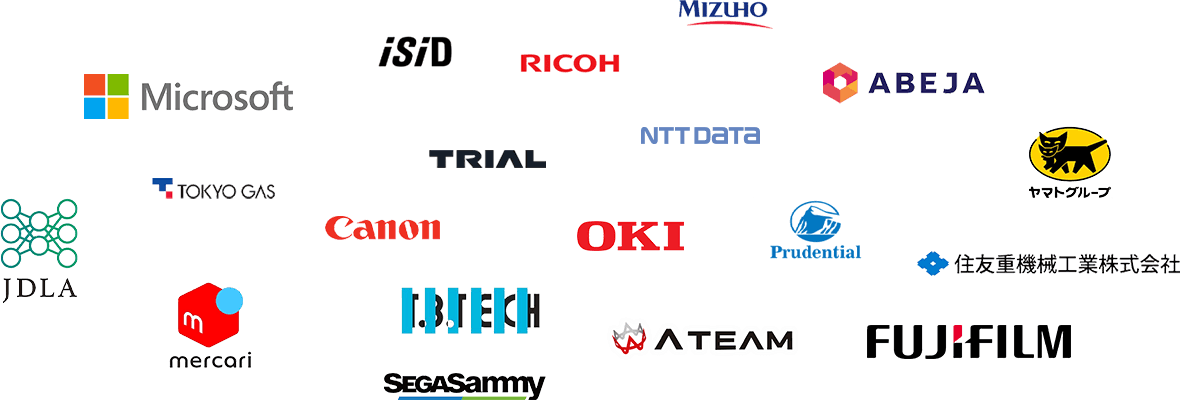 MIZUHO
iSiD
RICOH
Microsoft
ABEJA
NTT DATA
TRIAL
TOKYO GAS
ヤマトグループ
Canon
OKI
Prudential
JDLA
住友重機械工業株式会社
m
mercari
T.B.TECH
ATEAM
FUJIFILM
SEGASammy